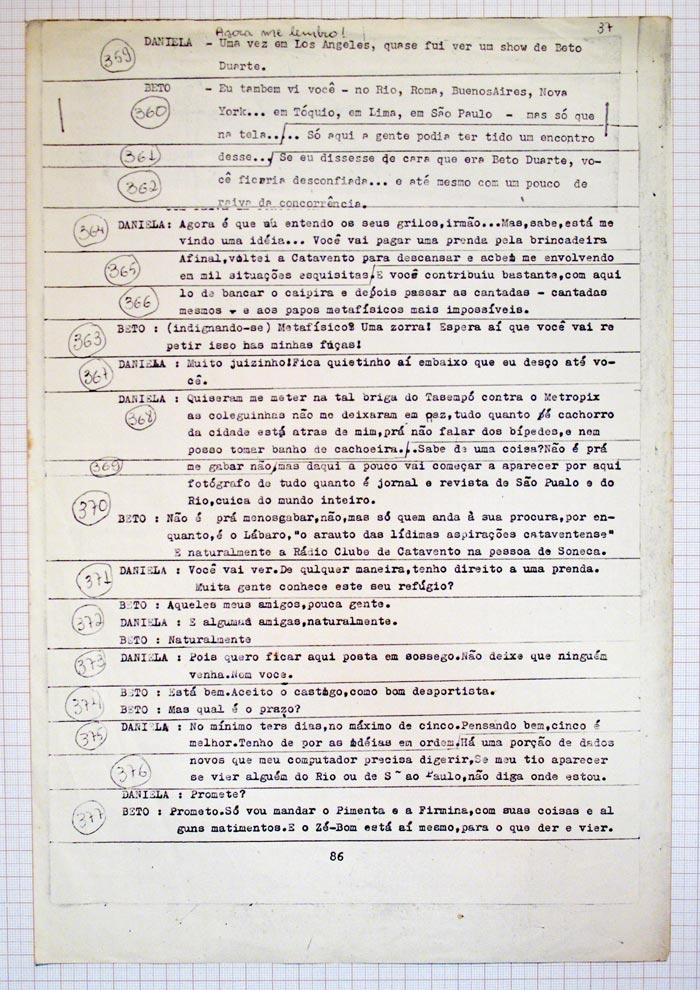 Agora me lembro! 37
359 DANIELA - Uma vez em Los Angeles, quase fui ver um show de Beto
Duarte.
BETO - Eu tambem vi você - no Rio, Roma, BuenosAires, Nova
360 York... em Tóquio, em Lima, em São Paulo - mas só que
na tela../.. Só aqui a gente podia ter tido um encontro
361 desse../ Se eu dissesse de cara que era Beto Duarte, vo-
362 cê ficaria desconfiada... e até mesmo com um pouco de
raiva da concorrência.
364 DANIELA: Agora é que eu entendo os seus grilos,irmão...Mas,sabe,está me
vindo uma idéia... Você vai pagar uma prenda pela brincadeira
365 Afinal,voltei a Catavento para descansar e acbei me envolvendo
em mil situações esquisitas/E você contribuiu bastante,com aqui
366 lo de bancar o caipira e depois passar as cantadas - cantadas
mesmos - e aos papos metafísicos mais impossíveis.
363 BETO : (indignando-se) Metafísico? Uma zorra! Espera aí que você vai re
petir isso nas minhas fuças!
367 DANIELA : Muito juizinho!Fica quietinho aí embaixo que eu desço até vo-
cê.
DANIELA : Quiseram me meter na tal briga do Tasempó contra o Metropix
368 as coleguinhas não me deixaram em paz,tudo quanto é cachorro
da cidade está atras de mim,prá não falar dos bípedes,e nem
posso tomar banho de cachoeira./.Sabe de uma coisa?Não é prá
369 me gabar não/mas daqui a pouco vai começar a aparecer por aqui
fotógrafo de tudo quanto é jornal e revista de São Pualo e do
370 Rio,cuica do mundo inteiro.
BETO : Não é prá menosgabar,não,mas só quem anda à sua procura,por en-
quanto,é o Lábaro,"o arauto das lídimas aspirações cataventense"
E naturalmente a Rádio Clube de Catavento na pessoa de Soneca.
371 DANIELA : Você vai ver.De qulquer maneira,tenho direito a uma prenda.
Muita gente conhece este seu refúgio?
BETO : Aqueles meus amigos,pouca gente.
372 DANIELA : E algumas amigas,naturalmente.
BETO : Naturalmente
373 DANIELA : Pois quero ficar aqui posta em sossego.Não deixe que ninguém
venha.Nem voce.
374 BETO : Está bem.Aceito o castigo,como bom desportista.
BETO : Mas qual é o prazo?
375 DANIELA : No mínimo ters dias,no máximo de cinco.Pensando bem,cinco é
melhor.Tenho de por as idéias em ordem/Há uma porção de dados
376 novos que meu computador precisa digerir,Se meu tio aparecer
se vier alguém do Rio ou de S~ ao Paulo,não diga onde estou.
DANIELA : Promete?
377 BETO : Prometo.Só vou mandar o Pimenta e a Firmina,com suas coisas e al
guns matimentos.E o Zé-Bom está aí mesmo,para o que der e vier.
86